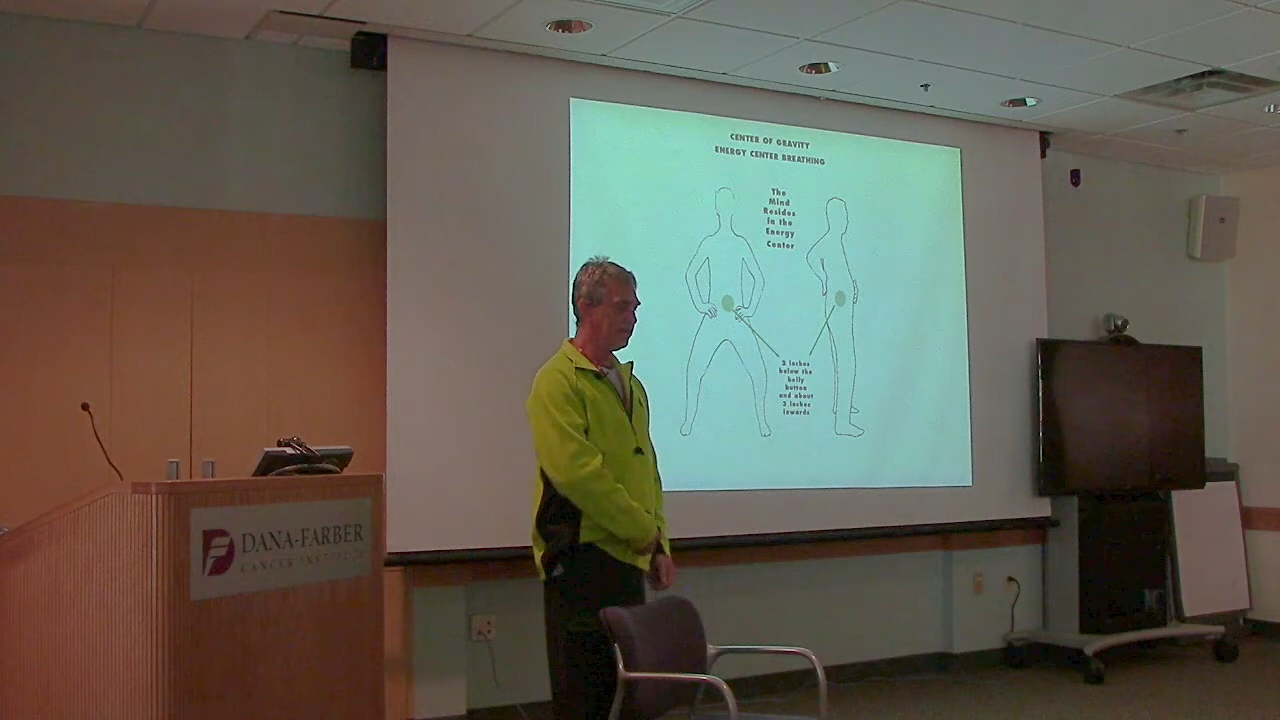 CENTER OF GRAVITY
ENERGY CENTER BREATHING
The
Mind
Resides
in the
Energy
Center
2 inches
below the
belly
button
and about
3 inches
inwards
DANA-FARBER
CANCER INSTITUTE